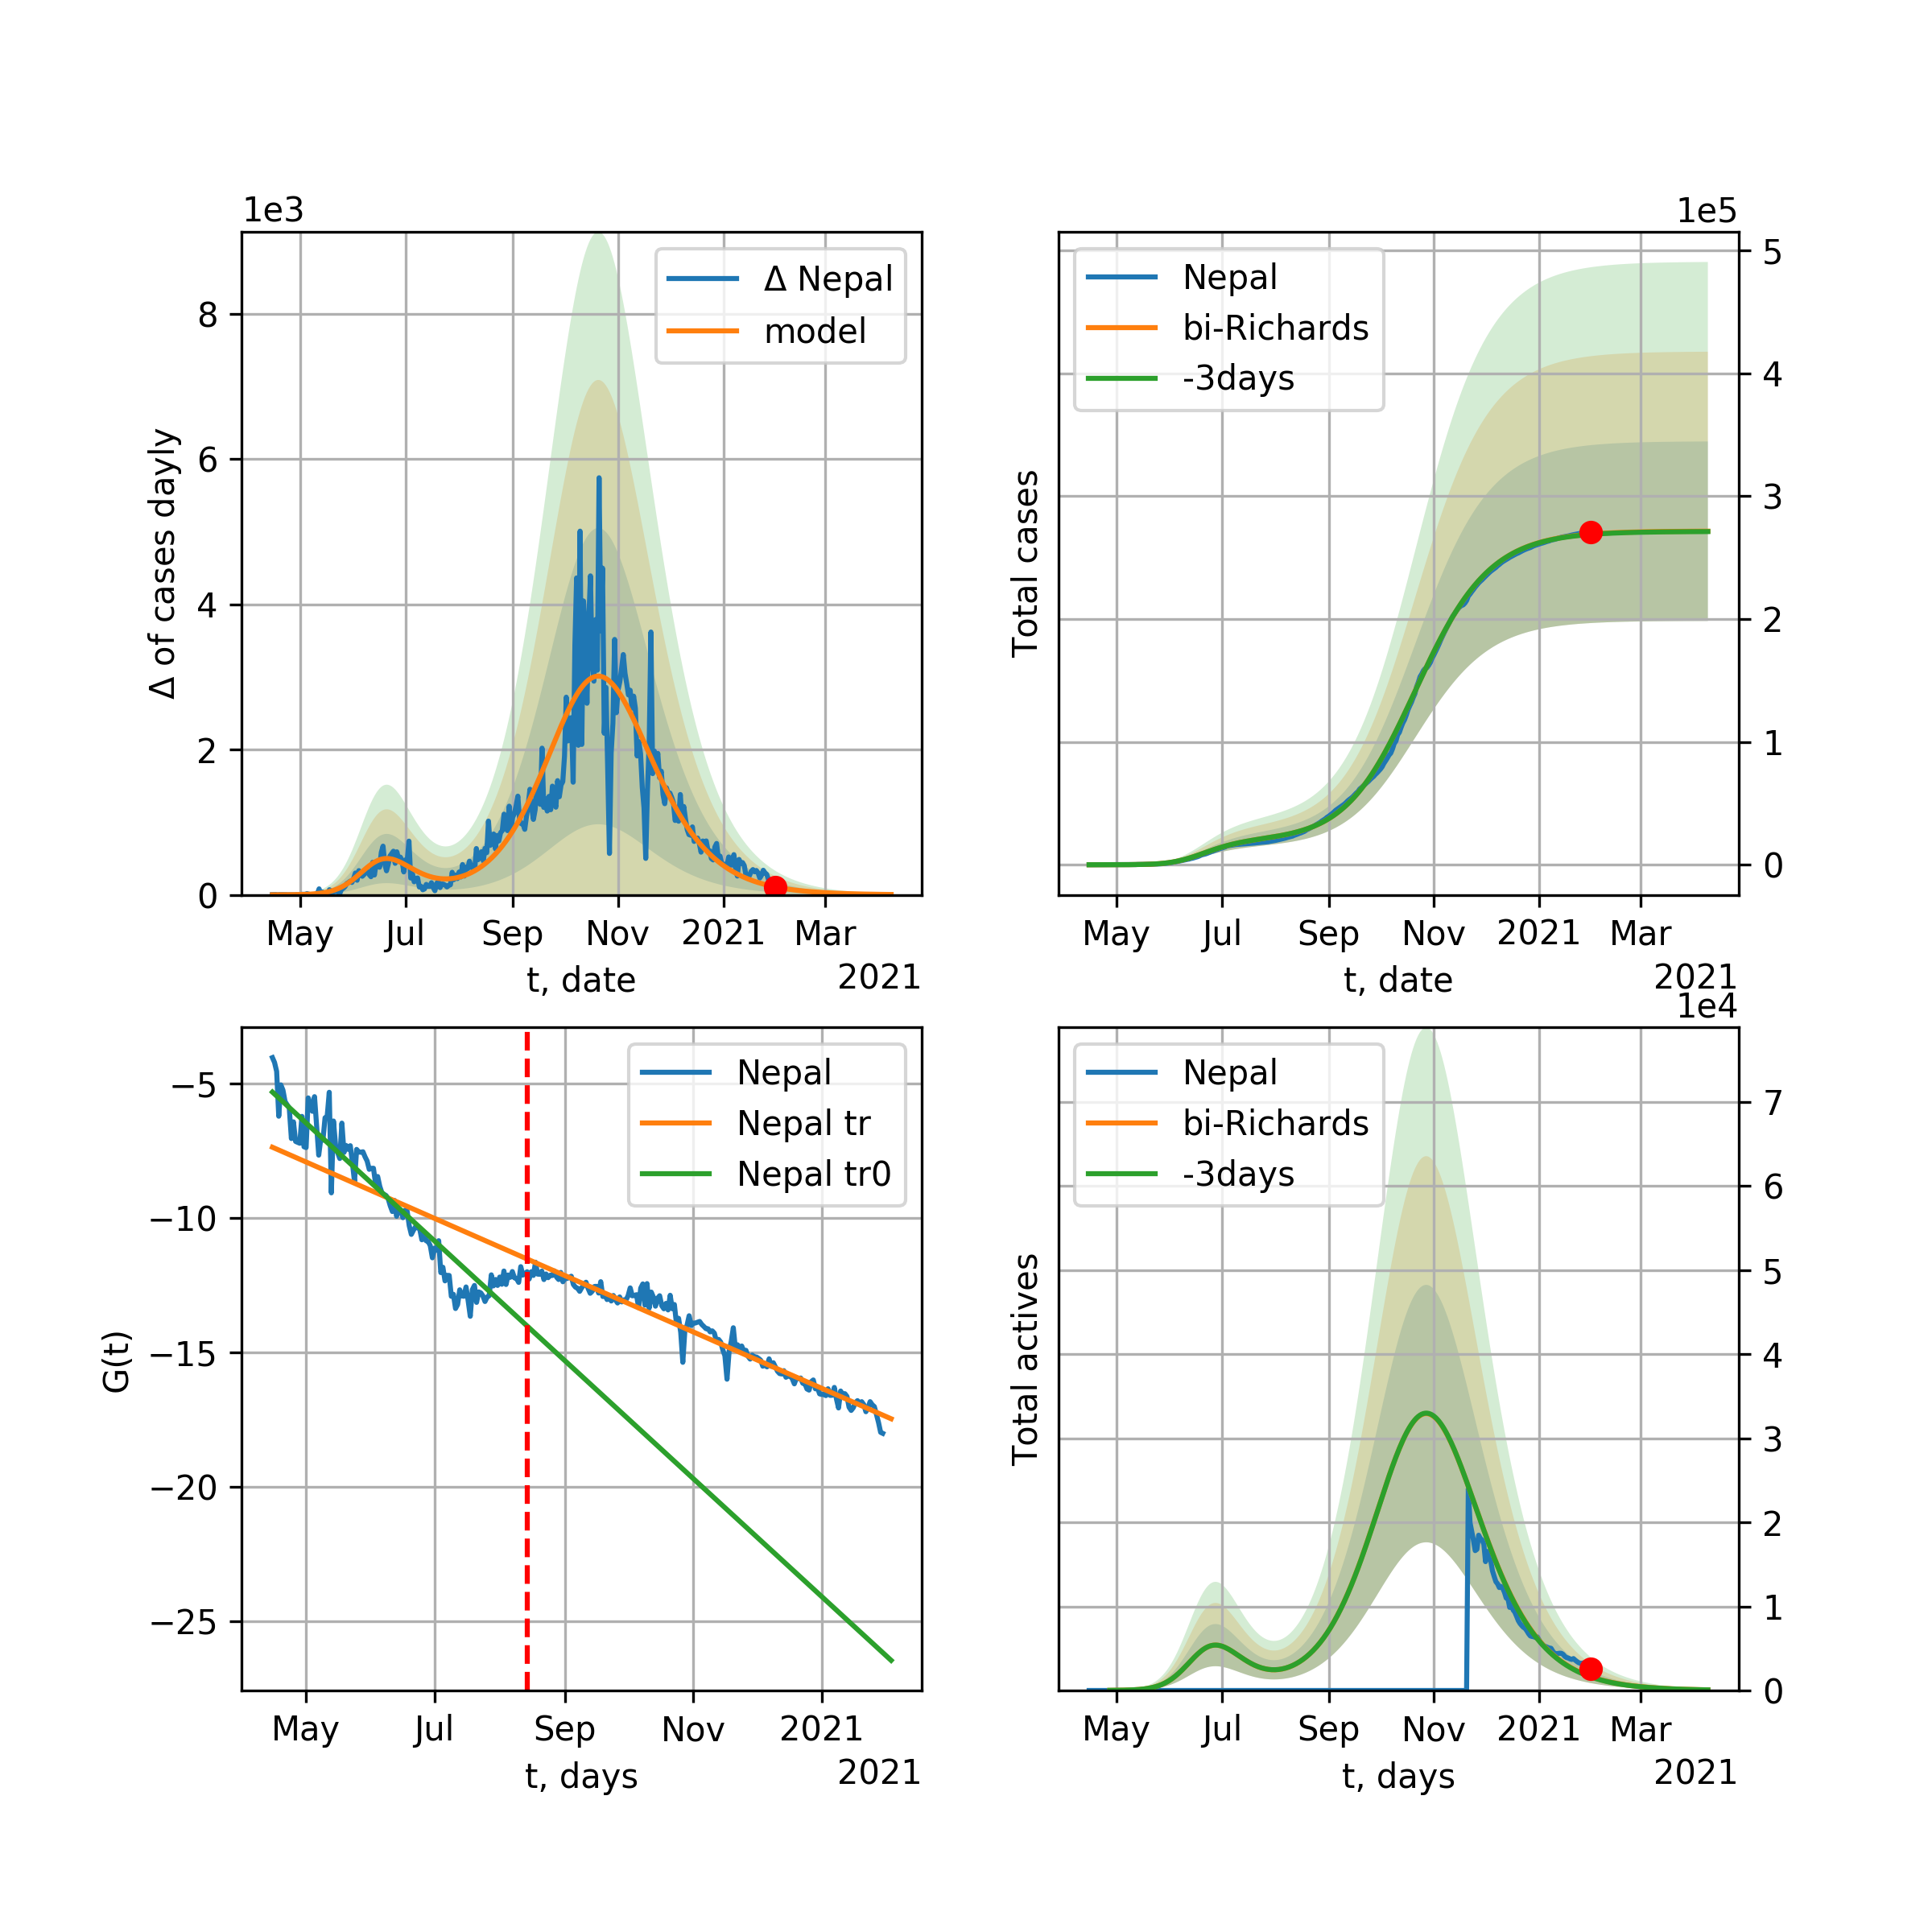 1e3
Δ of cases dayly
8
6
4
2
0
Δ Nepal
model
May Jul Sep Nov 2021 Mar
t, date
2021
1e5
Total cases
Nepal
bi-Richards
-3days
5
4
3
2
1
0
May Jul Sep Nov 2021 Mar
t, date
2021
G(t)
−5
−10
−15
−20
−25
Nepal
Nepal tr
Nepal tr0
May Jul Sep Nov 2021
t, days
2021
1e4
Total actives
Nepal
bi-Richards
-3days
7
6
5
4
3
2
1
0
May Jul Sep Nov 2021 Mar
t, days
2021